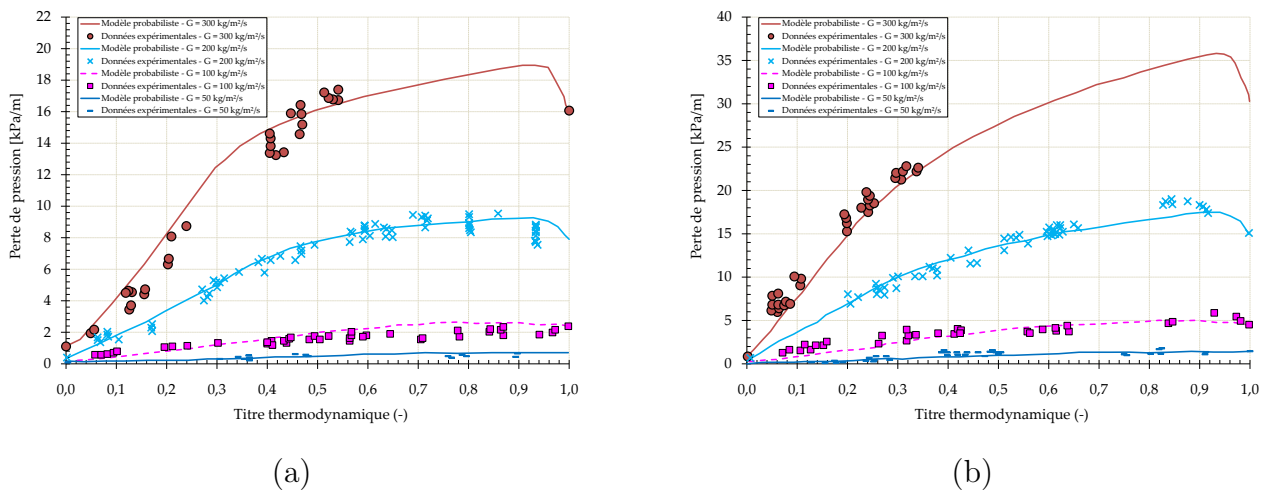 22
20
18
16
14
12
10
8
6
4
2
0
Perte de pression [kPa/m]
Modèle probabiliste - G = 300 kg/m²/s
Données expérimentales - G = 300 kg/m²/s
Modèle probabiliste - G = 200 kg/m²/s
Données expérimentales - G = 200 kg/m²/s
Modèle probabiliste - G = 100 kg/m²/s
Données expérimentales - G = 100 kg/m²/s
Modèle probabiliste - G = 50 kg/m²/s
Données expérimentales - G = 50 kg/m²/s
0,0 0,1 0,2 0,3 0,4 0,5 0,6 0,7 0,8 0,9 1,0
Titre thermodynamique (-)
(a)
40
35
30
25
20
15
10
5
0
Perte de pression [kPa/m]
Modèle probabiliste - G = 300 kg/m²/s
Données expérimentales - G = 300 kg/m²/s
Modèle probabiliste - G =200 kg/m²/s
Données expérimentales - G = 200 kg/m²/s
Modèle probabiliste - G = 100 kg/m²/s
Données expérimentales - G = 100 kg/m²/s
Modèle probabiliste - G = 50 kg/m²/s
Données expérimentales - G = 50 kg/m²/s
0,0 0,1 0,2 0,3 0,4 0,5 0,6 0,7 0,8 0,9 1,0
Titre thermodynamique (-)
(b)